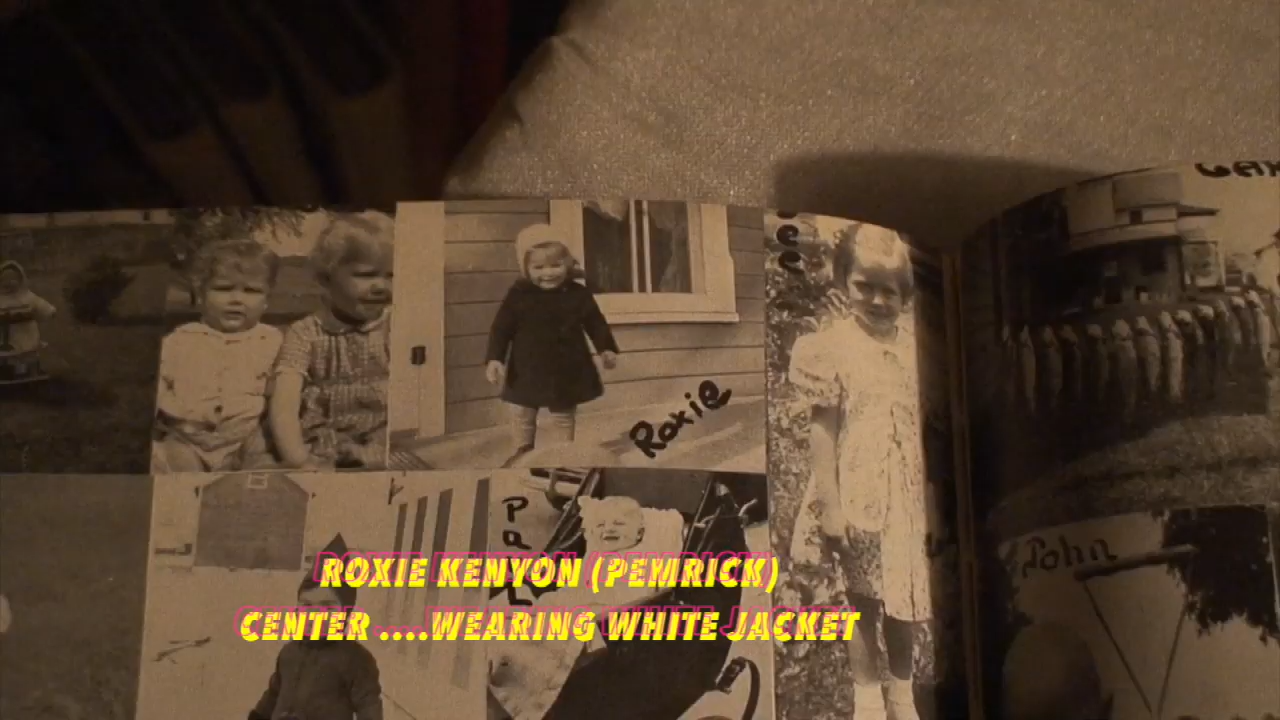 Roxie
John
ROXIE KENYON (PEMRICK)
CENTER ....WEARING WHITE JACKET